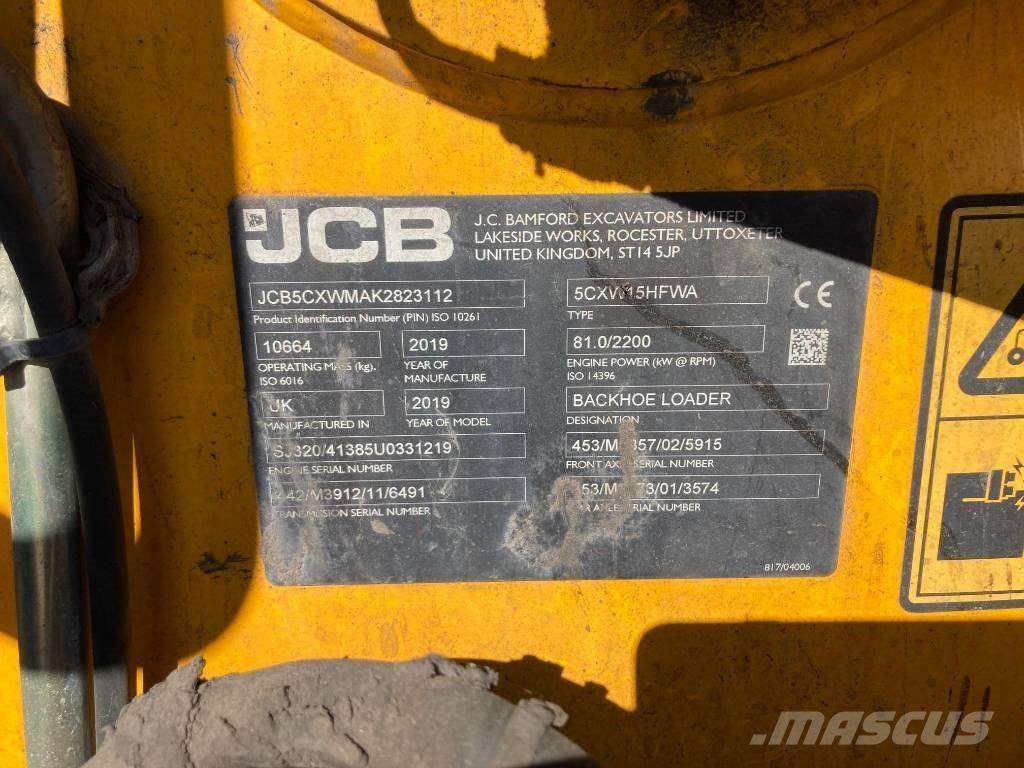 JCB
J.C. BAMFORD EXCAVATORS LIMITED
LAKESIDE WORKS, ROCESTER, UTTOXETER
UNITED KINGDOM, ST14 5JP
JCB5CXWMAK2823112
Product Identification Number (PIN) ISO 10261
5CXW15HFWA
TYPE
CE
10664
OPERATING MASS (kg).
ISO 6016
2019
YEAR OF
MANUFACTURE
81.0/2200
ENGINE POWER (kW @ RPM)
ISO 14396
UK
MANUFACTURED IN
2019
YEAR OF MODEL
BACKHOE LOADER
DESIGNATION
SJ320/41385U0331219
ENGINE SERIAL NUMBER
FRONT AXLE SERIAL NUMBER
TRANSMISSION SERIAL NUMBER
SERIAL NUMBER
817/04006
MASCUS